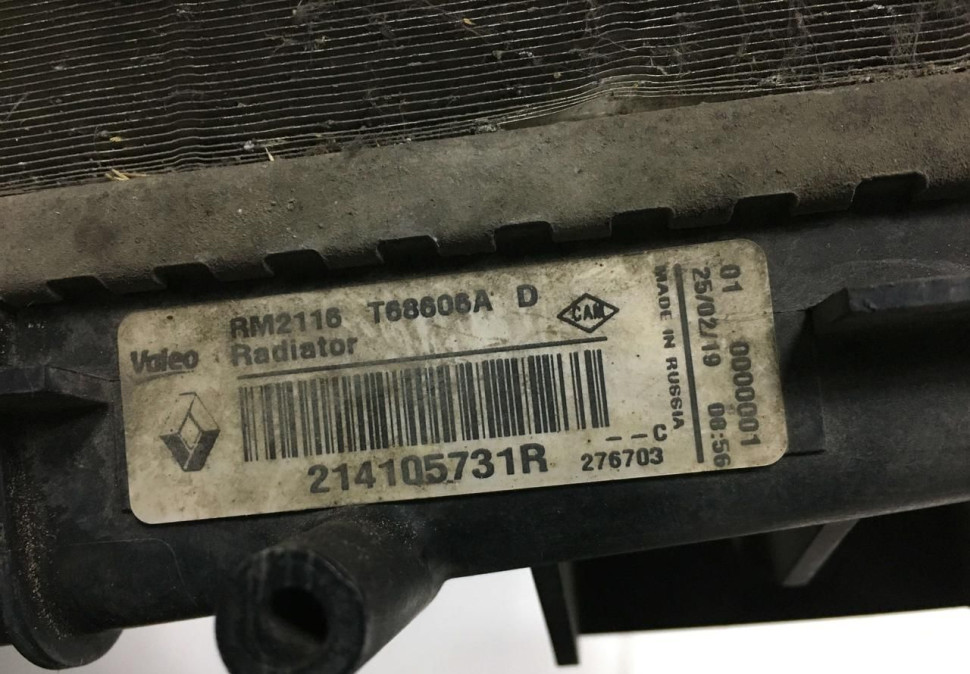 Valeo
RM2116 T68606A D
CAM
Radiator
214105731R
--C
276703
MADE IN RUSSIA
25/02/19 08:56
01 0000001